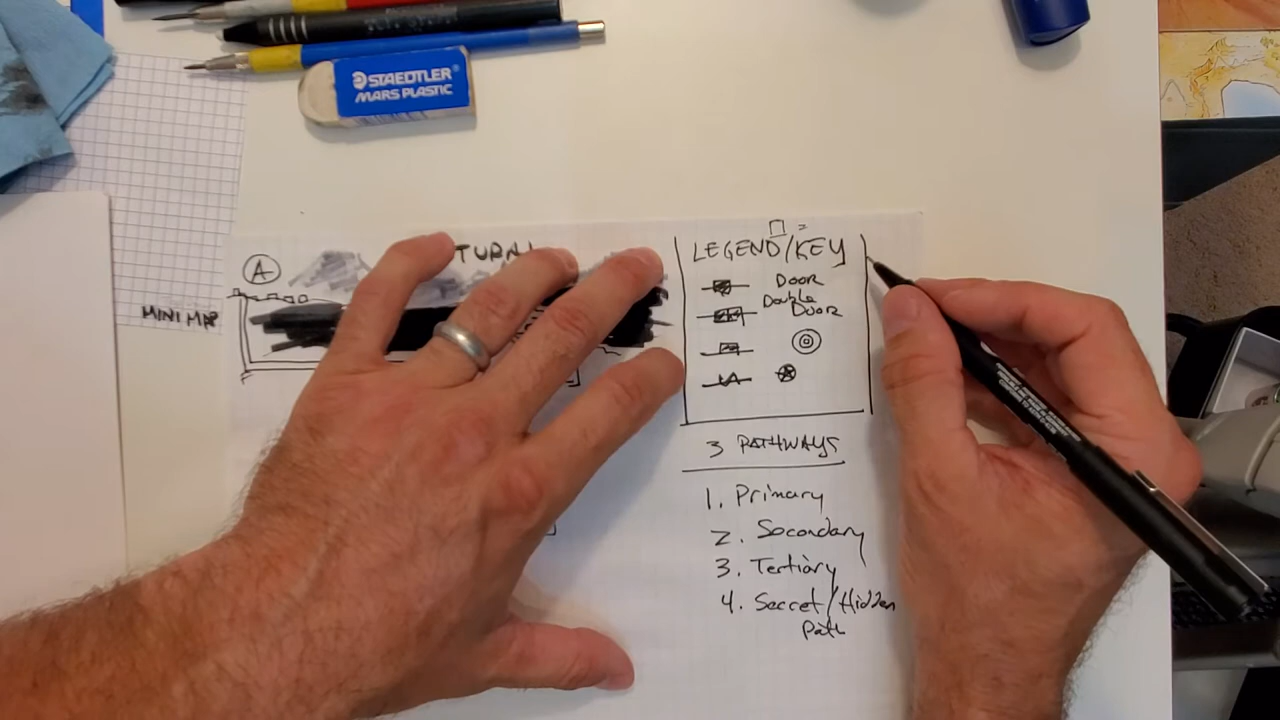 STAEDTLER
MARS PLASTIC
A
MINI MAP
LEGEND/KEY
DOOR
Double
DOOR
3 PATHWAYS
1. Primary
2. Secondary
3. Tertiary
4. Secret/Hidden
Path